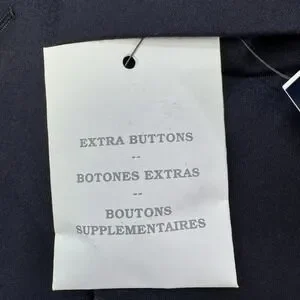 EXTRA BUTTONS
--
BOTONES EXTRAS
--
BOUTONS
SUPPLEMENTAIRES